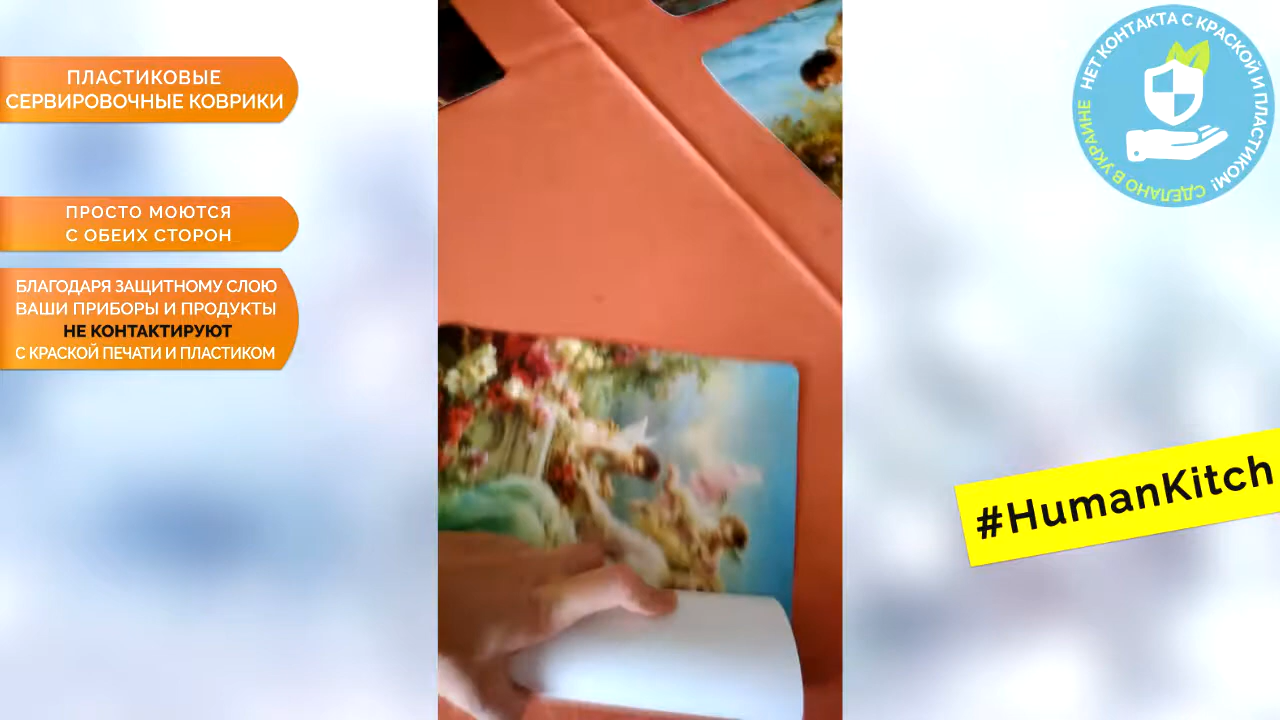 ПЛАСТИКОВЫЕ
СЕРВИРОВОЧНЫЕ КОВРИКИ
ПРОСТО МОЮТСЯ
С ОБЕИХ СТОРОН
БЛАГОДАРЯ ЗАЩИТНОМУ СЛОЮ
ВАШИ ПРИБОРЫ И ПРОДУКТЫ
НЕ КОНТАКТИРУЮТ
С КРАСКОЙ ПЕЧАТИ И ПЛАСТИКОМ
НЕТ КОНТАКТА С КРАСКОЙ И ПЛАСТИКОМ!
СДЕЛАНО В УКРАИНЕ
#HumanKitch